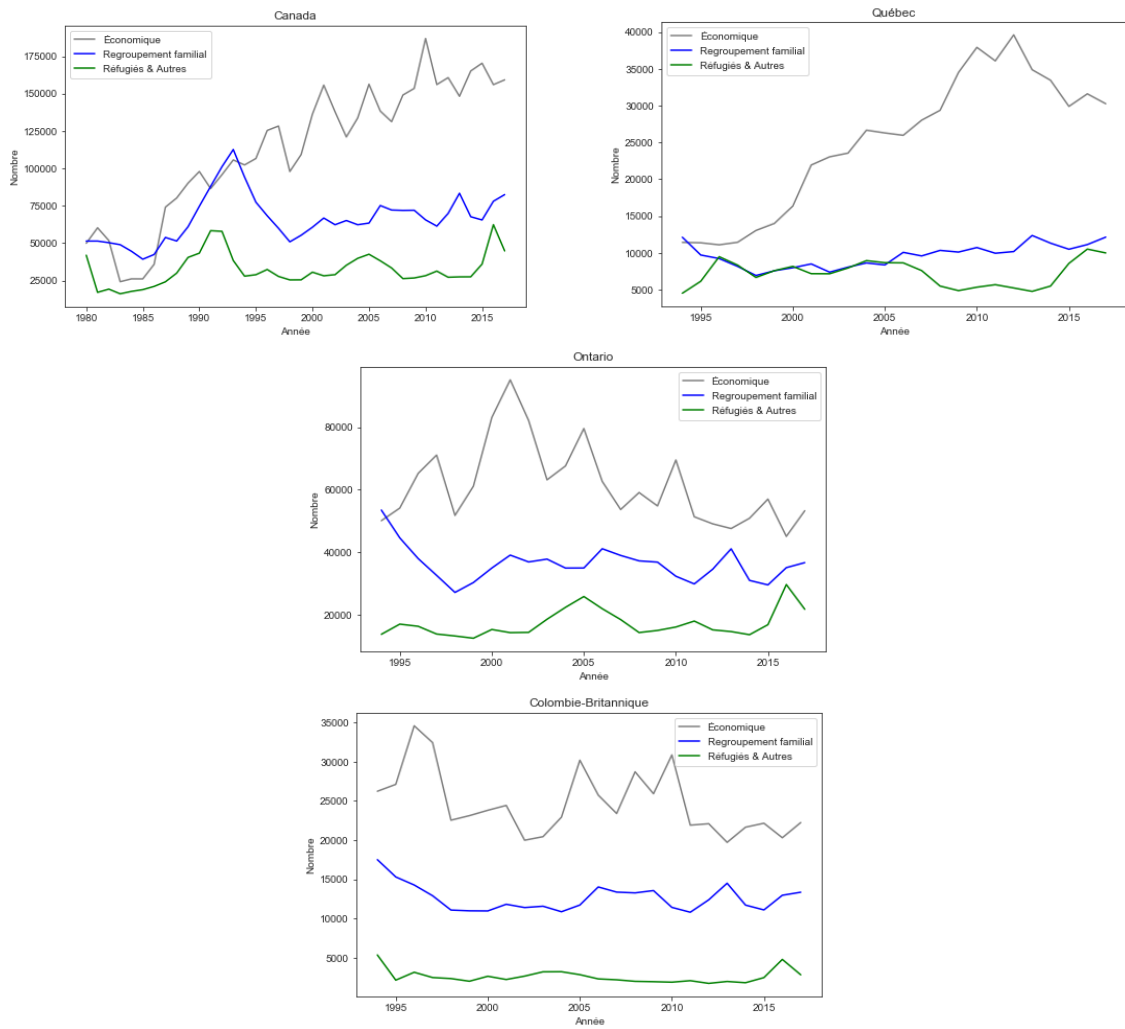 Canada
Économique
Regroupement familial
Réfugiés & Autres
175000
150000
125000
100000
75000
50000
25000
Nombre
1980 1985 1990 1995 2000 2005 2010 2015
Année
Québec
Économique
Regroupement familial
Réfugiés & Autres
40000
35000
30000
25000
20000
15000
10000
5000
Nombre
1995 2000 2005 2010 2015
Année
Ontario
Économique
Regroupement familial
Réfugiés & Autres
80000
60000
40000
20000
Nombre
1995 2000 2005 2010 2015
Année
Colombie-Britannique
Économique
Regroupement familial
Réfugiés & Autres
35000
30000
25000
20000
15000
10000
5000
Nombre
1995 2000 2005 2010 2015
Année